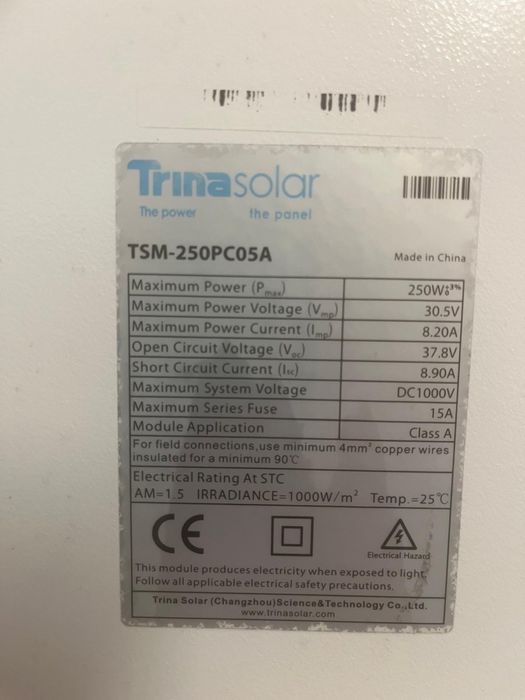 Trinasolar
The power the panel
TSM-250PC05A
Made in China
Maximum Power (Pmax) 250W
Maximum Power Voltage (Vmp) 30.5V
Maximum Power Current (Imp) 8.20A
Open Circuit Voltage (Voc) 37.8V
Short Circuit Current (Isc) 8.90A
Maximum System Voltage DC1000V
Maximum Series Fuse 15A
Module Application Class A
For field connections,use minimum 4mm² copper wires
insulated for a minimum 90℃
Electrical Rating At STC
AM=1.5 IRRADIANCE=1000W/m² Temp.=25℃
CE
Electrical Hazard
This module produces electricity when exposed to light.
Follow all applicable electrical safety precautions.
Trina Solar (Changzhou)Science&Technology Co.,Ltd.
www.trinasolar.com